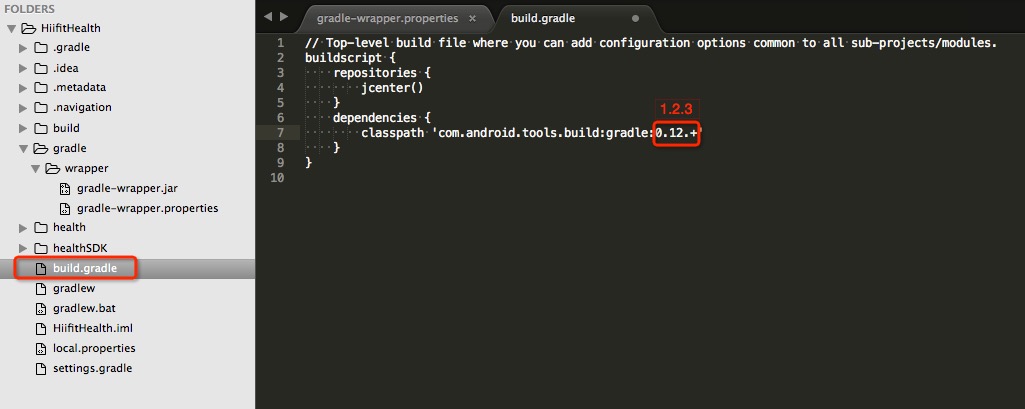 FOLDERS
HiifitHealth
.gradle
.idea
.metadata
.navigation
build
gradle
wrapper
gradle-wrapper.jar
gradle-wrapper.properties
health
healthSDK
build.gradle
gradlew
gradlew.bat
HiifitHealth.iml
local.properties
settings.gradle
gradle-wrapper.properties ×
build.gradle
1 // Top-level build file where you can add configuration options common to all sub-projects/modules.
2 buildscript {
3 repositories {
4 jcenter()
5 }
1.2.3
6 dependencies {
7 classpath 'com.android.tools.build:gradle:0.12.+'
8 }
9 }
10